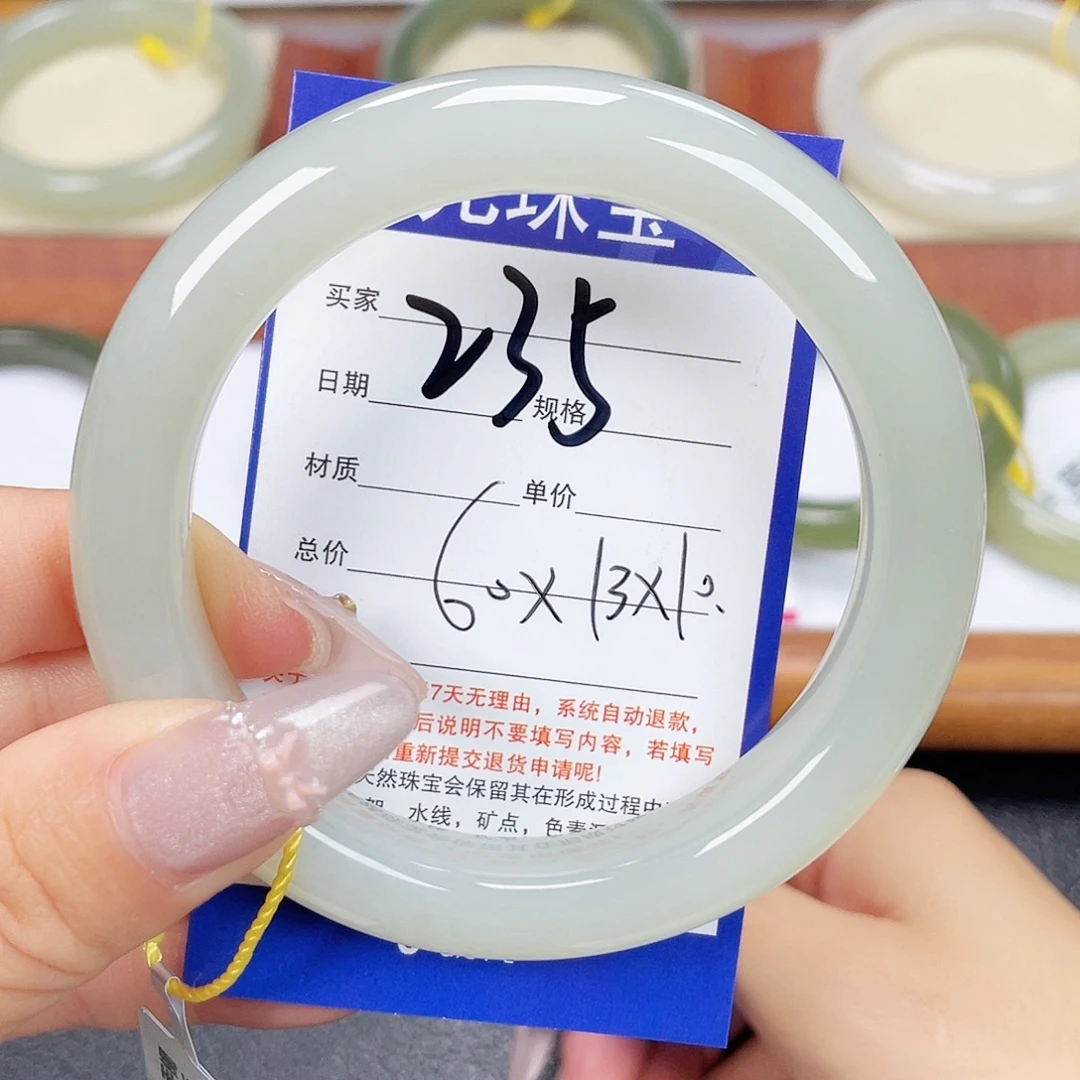 珠宝
买家
235
日期 规格
材质 单价
总价
60X13X10.
7天无理由，系统自动退款，
后说明不要填写内容，若填写
重新提交退货申请呢!
天然珠宝会保留其在形成过程中
水线，矿点，色素